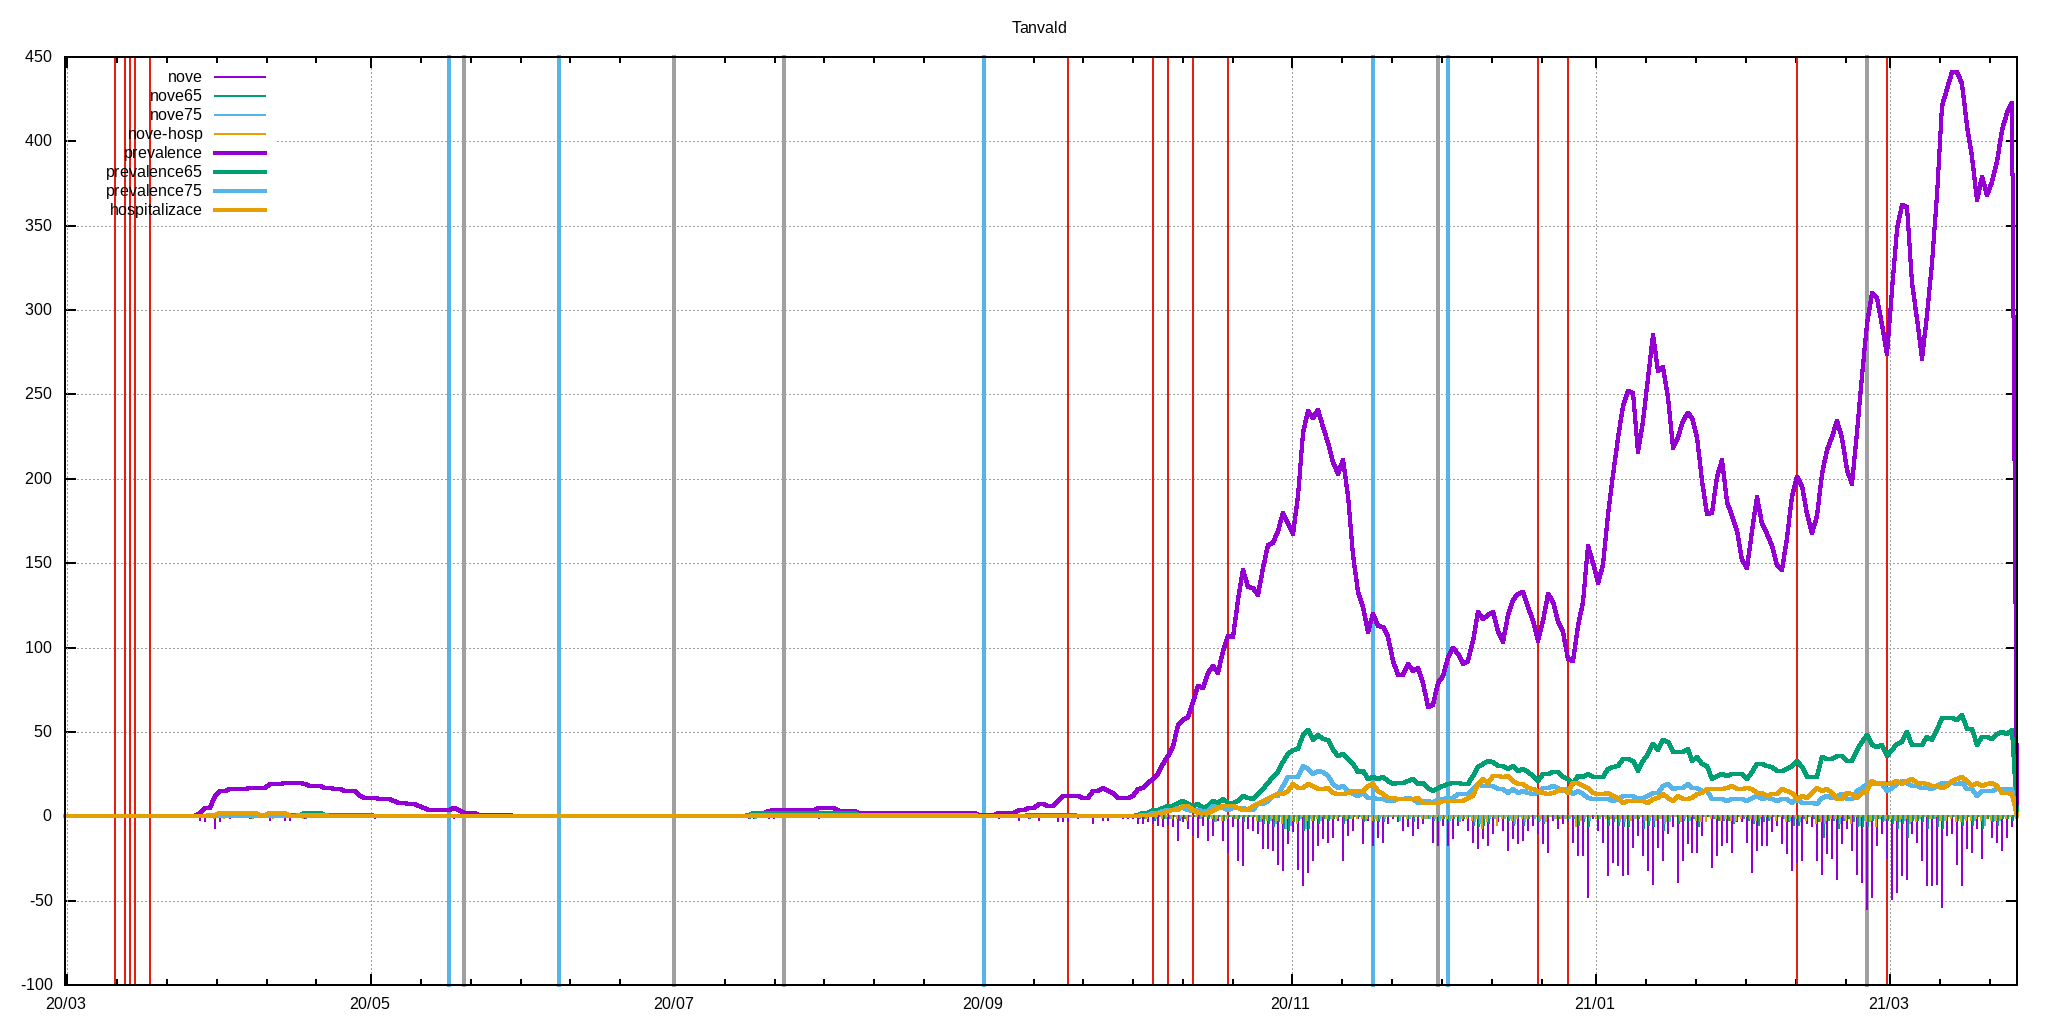 Tanvald
450
400
350
300
250
200
150
100
50
0
-50
-100
nove
nove65
nove75
nove-hosp
prevalence
prevalence65
prevalence75
hospitalizace
20/03 20/05 20/07 20/09 20/11 21/01 21/03